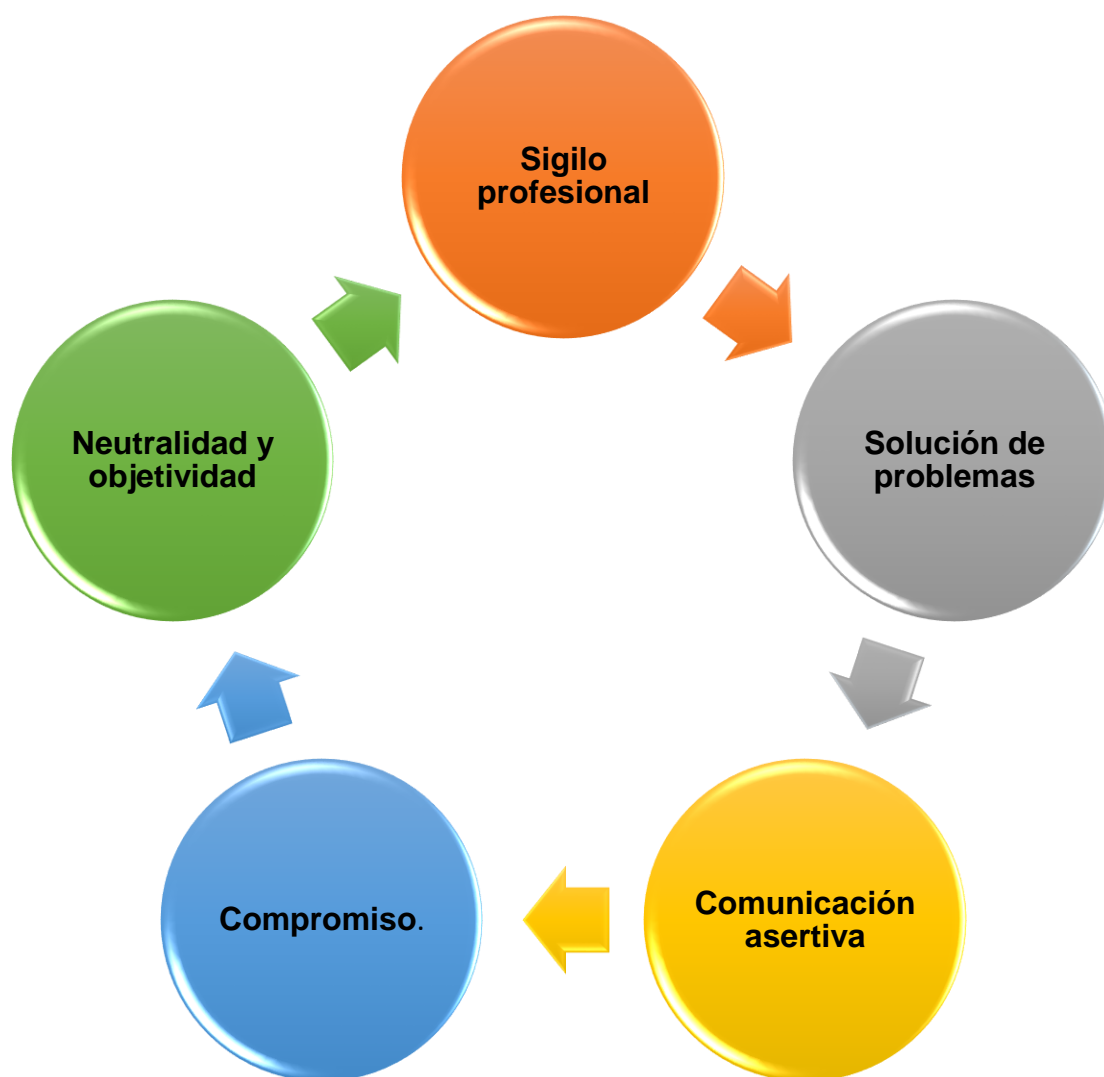 Sigilo
profesional
Solución de
problemas
Comunicación
asertiva
Compromiso.
Neutralidad y
objetividad